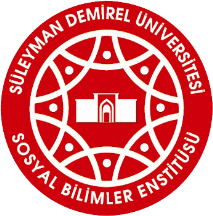 SÜLEYMAN DEMİREL ÜNİVERSİTESİ
SOSYAL BİLİMLER ENSTİTÜSÜ